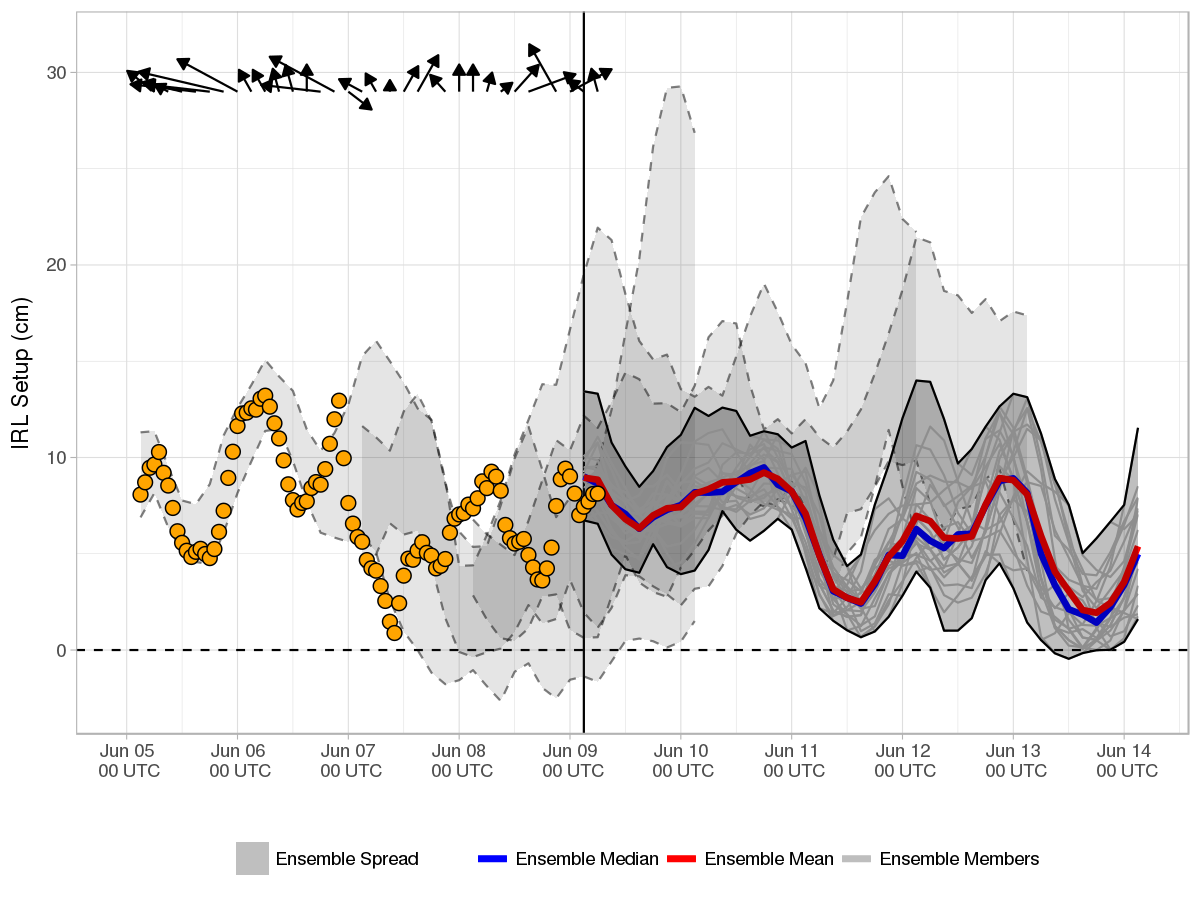 30
20
10
0
IRL Setup (cm)
Jun 05 Jun 06 Jun 07 Jun 08 Jun 09 Jun 10 Jun 11 Jun 12 Jun 13 Jun 14
00 UTC 00 UTC 00 UTC 00 UTC 00 UTC 00 UTC 00 UTC 00 UTC 00 UTC 00 UTC
Ensemble Spread Ensemble Median Ensemble Mean Ensemble Members